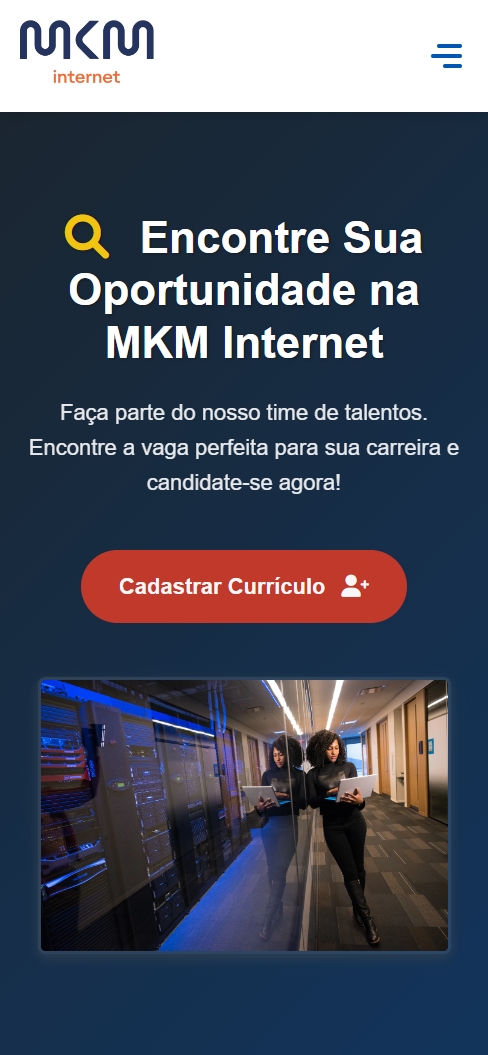 MKM
internet
Encontre Sua
Oportunidade na
MKM Internet
Faça parte do nosso time de talentos.
Encontre a vaga perfeita para sua carreira e
candidate-se agora!
Cadastrar Currículo